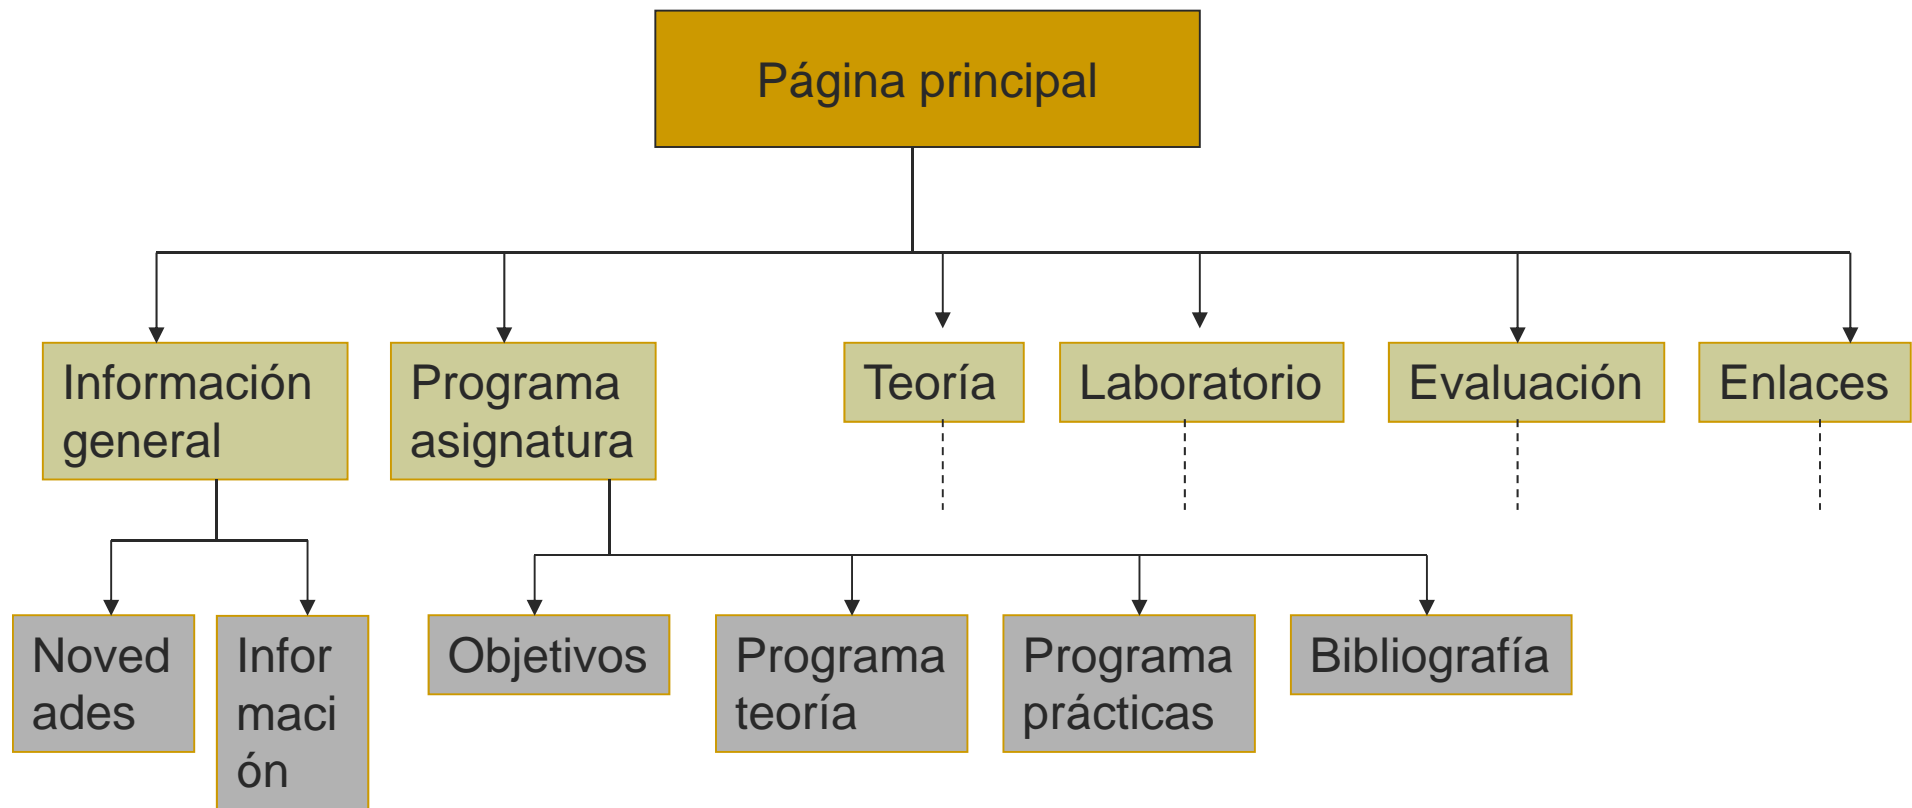 Página principal
Información
general
Programa
asignatura
Teoría
Laboratorio
Evaluación
Enlaces
Noved
ades
Infor
maci
ón
Objetivos
Programa
teoría
Programa
prácticas
Bibliografía